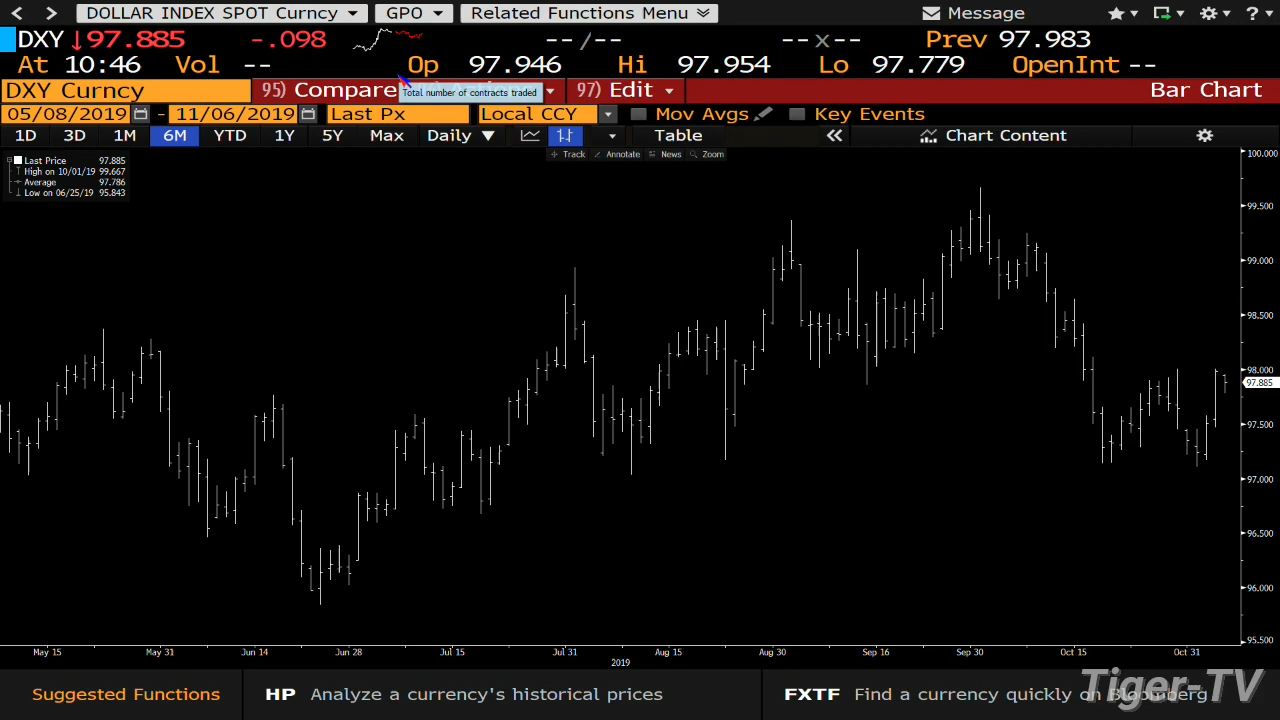 DOLLAR INDEX SPOT Curncy GPO Related Functions Menu Message ?
DXY ↓97.885 -.098 --/-- --x-- Prev 97.983
At 10:46 Vol -- Op 97.946 Hi 97.954 Lo 97.779 OpenInt --
DXY Curncy 95) Compare Total number of contracts traded 97) Edit Bar Chart
05/08/2019 - 11/06/2019 Last Px Local CCY Mov Avgs Key Events
1D 3D 1M 6M YTD 1Y 5Y Max Daily ▼ Table « Chart Content
Track Annotate News Zoom
Last Price 97.885
High on 10/01/19 99.667
Average 97.786
Low on 06/25/19 95.843
100.000
99.500
99.000
98.500
98.000
97.885
97.500
97.000
96.500
96.000
95.500
May 15 May 31 Jun 14 Jun 28 Jul 15 Jul 31 Aug 15 Aug 30 Sep 16 Sep 30 Oct 15 Oct 31
2019
Suggested Functions HP Analyze a currency's historical prices FXTF Find a currency quickly on Bloomberg
Tiger-TV